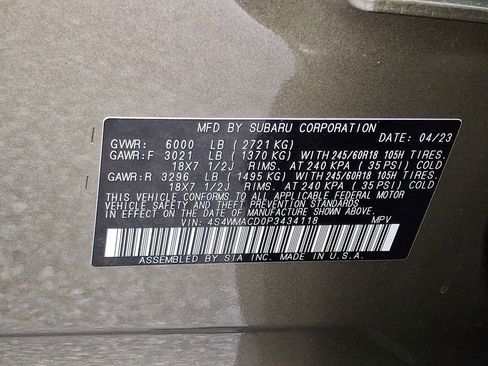 MFD BY SUBARU CORPORATION
GVWR: 6000 LB (2721 KG) DATE: 04/23
GAWR:F 3021 LB (1370 KG) WITH 245/60R18 105H TIRES.
18X7 1/2J RIMS. AT 240 KPA (35 PSI) COLD
GAWR:R 3296 LB (1495 KG) WITH 245/60R18 105H TIRES.
18X7 1/2J RIMS. AT 240 KPA (35 PSI) COLD
THIS VEHICLE CONFORMS TO ALL APPLICABLE FEDERAL MOTOR
VEHICLE SAFETY STANDARDS IN EFFECT ON THE DATE OF
MANUFACTURE SHOWN ABOVE.
VIN: 4S4WMACD0P3434118 MPV
ASSEMBLED BY SIA INC. MADE IN U.S.A.